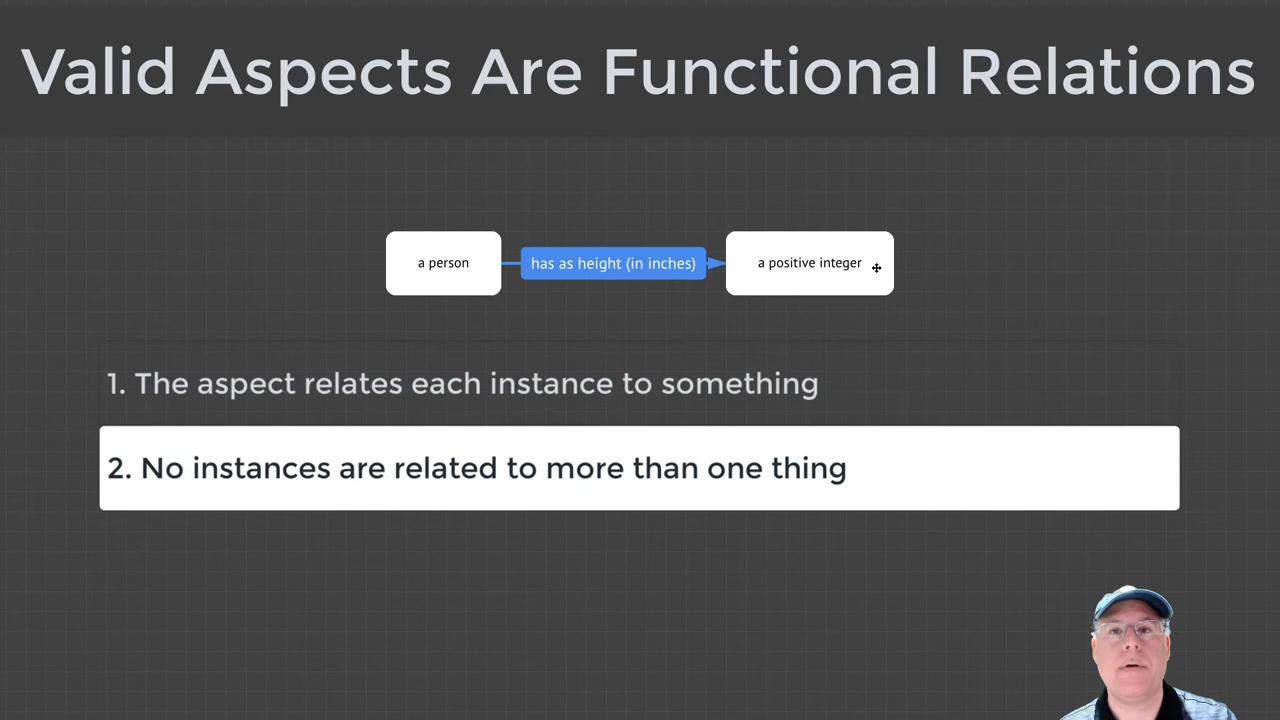 Valid Aspects Are Functional Relations
a person has as height (in inches) a positive integer
1. The aspect relates each instance to something
2. No instances are related to more than one thing